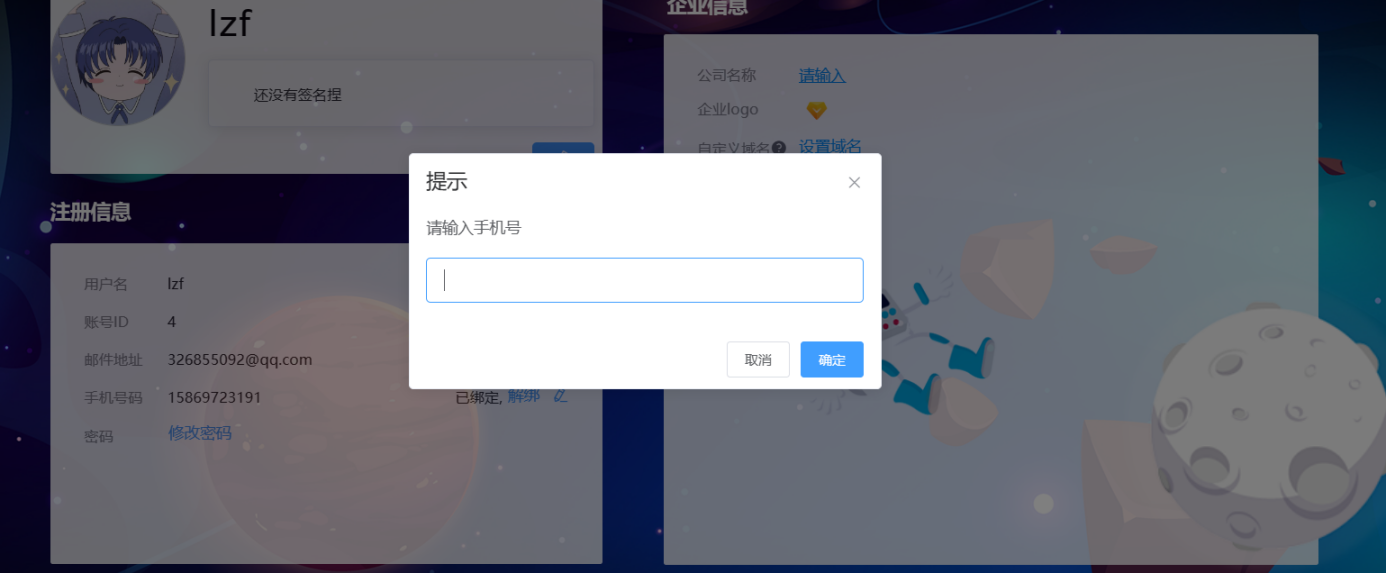 lzf
还没有签名捏
注册信息
用户名 lzf
账号ID 4
邮件地址 326855092@qq.com
手机号码 15869723191 已绑定, 解绑
密码 修改密码
企业信息
公司名称 请输入
企业logo
自定义域名 设置域名
提示
请输入手机号
取消 确定